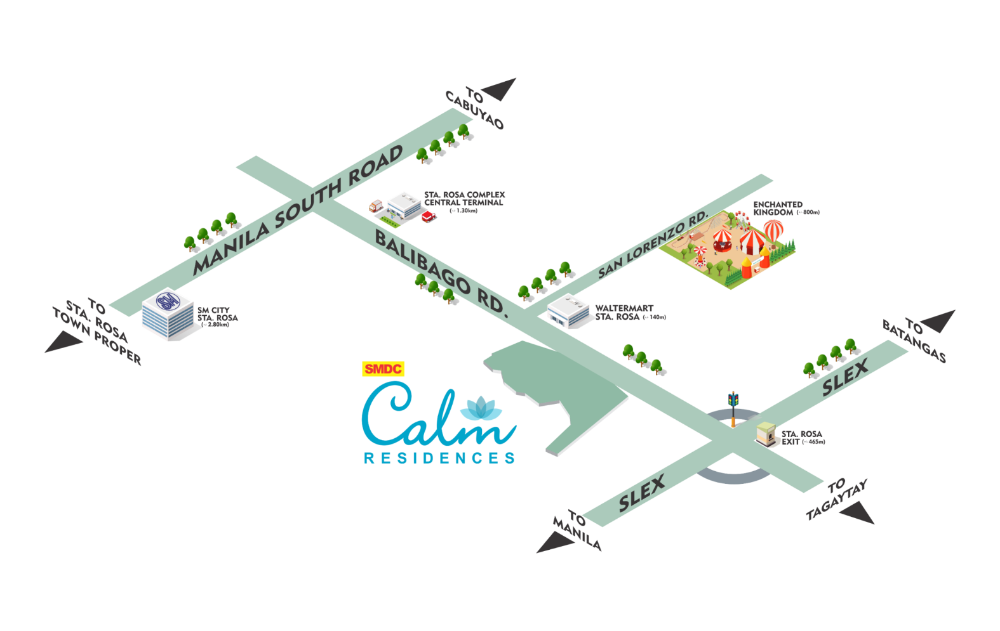 TO
CABUYAO
MANILA SOUTH ROAD
STA. ROSA COMPLEX
CENTRAL TERMINAL
(+- 1.30km)
ENCHANTED
KINGDOM (+- 800m)
SAN LORENZO RD.
BALIBAGO RD.
TO
STA. ROSA
TOWN PROPER
SM
SM CITY
STA. ROSA
(+- 2.80km)
WALTERMART
STA. ROSA (+- 140m)
TO
BATANGAS
SLEX
SMDC
Calm
RESIDENCES
STA. ROSA
EXIT (+- 465m)
SLEX
TO
MANILA
TO
TAGAYTAY